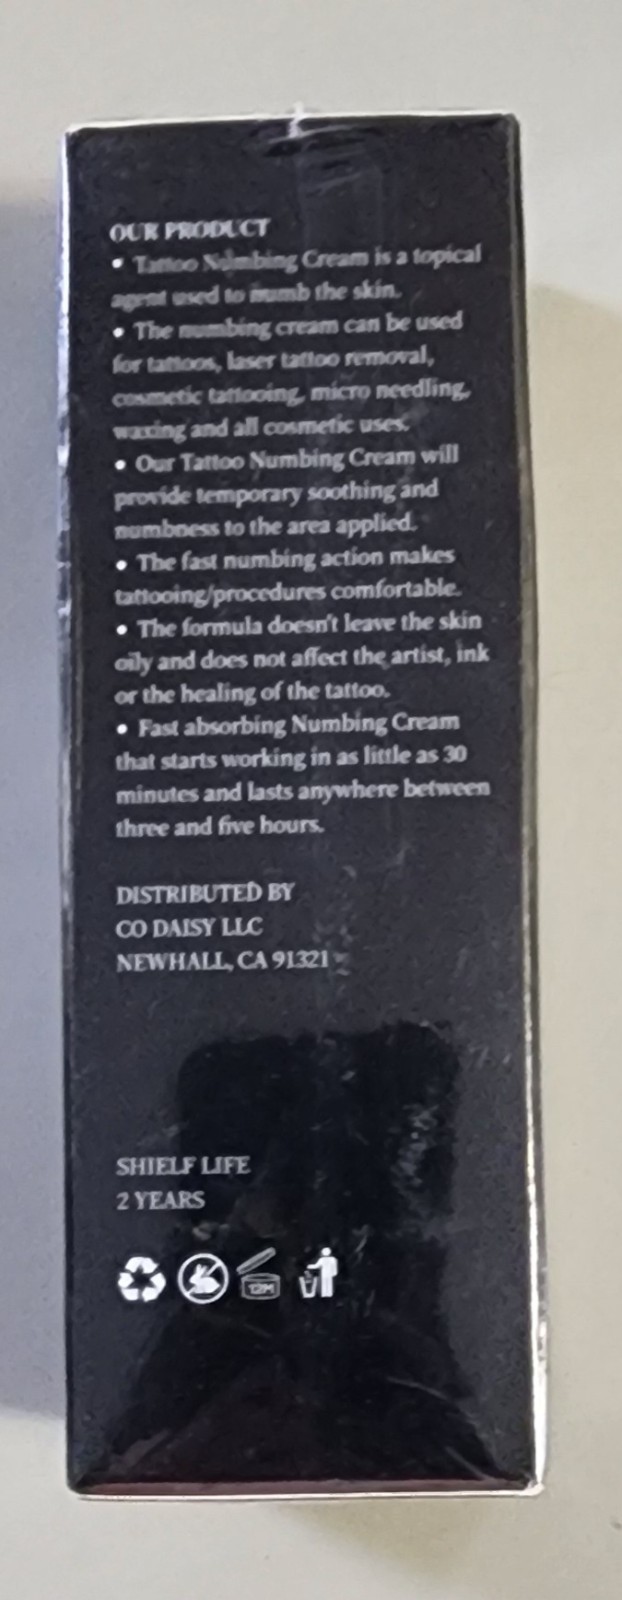 OUR PRODUCT
• Tattoo Numbing Cream is a topical
agent used to numb the skin.
• The numbing cream can be used
for tattoos, laser tattoo removal,
cosmetic tattooing, micro needling,
waxing and all cosmetic uses.
• Our Tattoo Numbing Cream will
provide temporary soothing and
numbness to the area applied.
• The fast numbing action makes
tattooing/procedures comfortable.
• The formula doesn't leave the skin
oily and does not affect the artist, ink
or the healing of the tattoo.
• Fast absorbing Numbing Cream
that starts working in as little as 30
minutes and lasts anywhere between
three and five hours.
DISTRIBUTED BY
CO DAISY LLC
NEWHALL, CA 91321
SHIELF LIFE
2 YEARS
12M